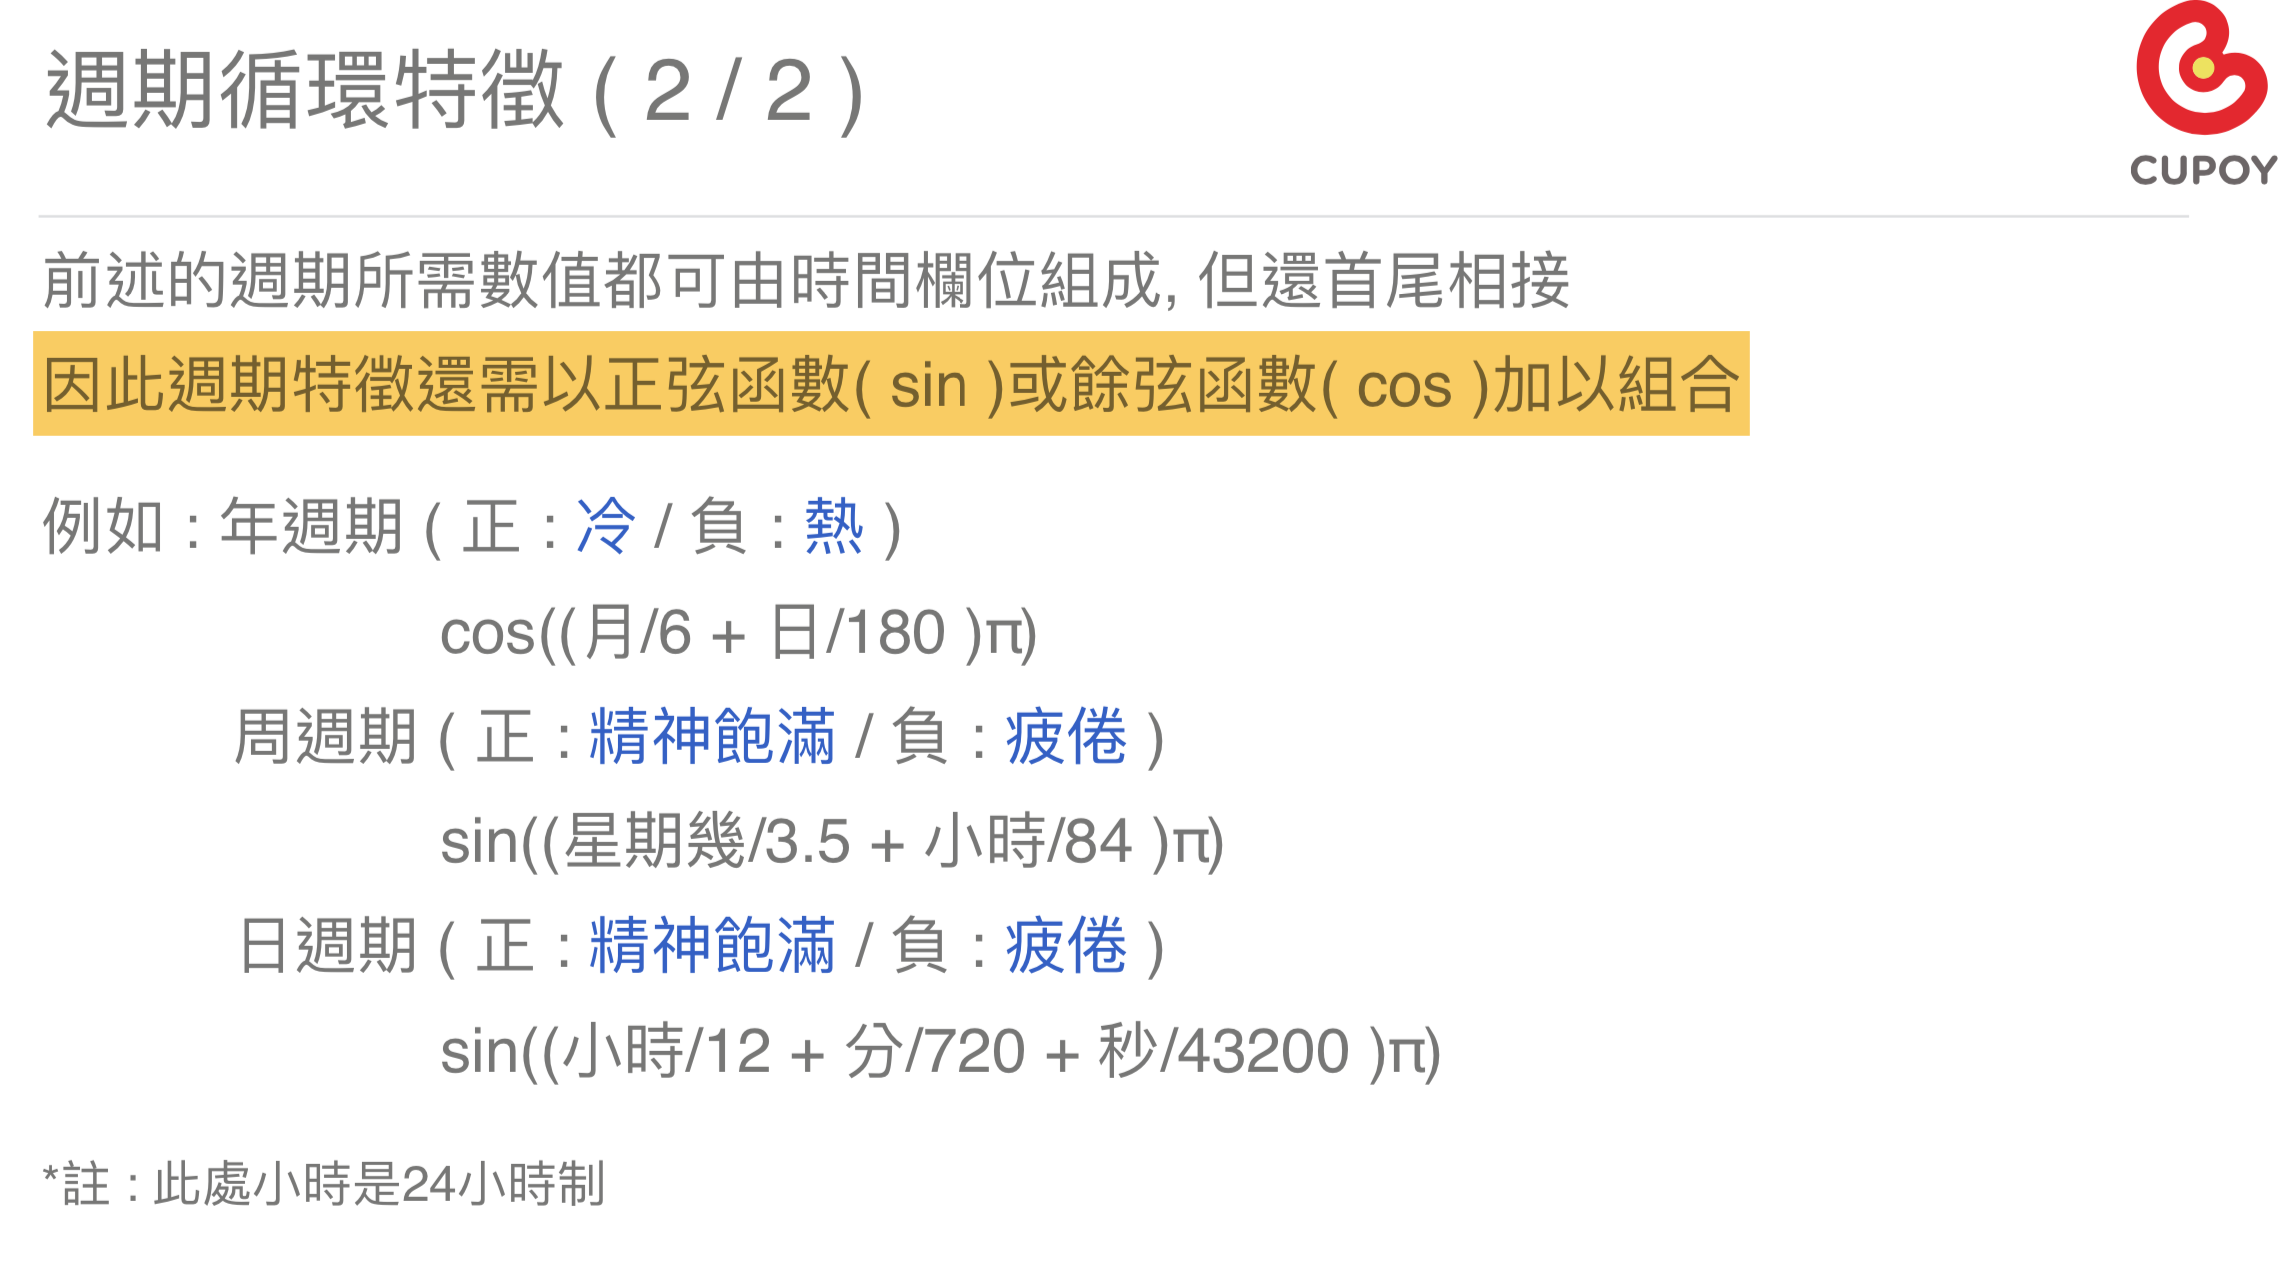 週期循環特徵 ( 2 / 2 )
CUPOY
前述的週期所需數值都可由時間欄位組成, 但還首尾相接
因此週期特徵還需以正弦函數( sin )或餘弦函數( cos )加以組合
例如 : 年週期 ( 正 : 冷 / 負 : 熱 )
cos((月/6 + 日/180 )π)
周週期 ( 正 : 精神飽滿 / 負 : 疲倦 )
sin((星期幾/3.5 + 小時/84 )π)
日週期 ( 正 : 精神飽滿 / 負 : 疲倦 )
sin((小時/12 + 分/720 + 秒/43200 )π)
*註 : 此處小時是24小時制